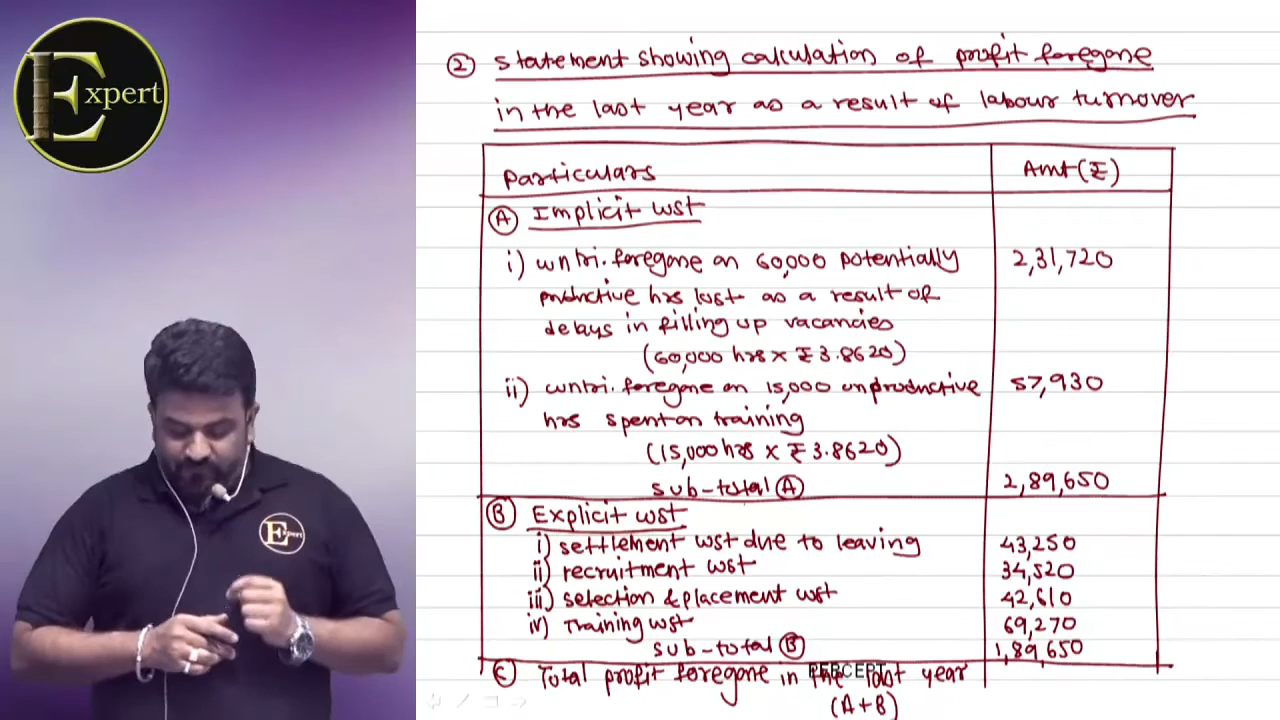 Expert
② statement showing calculation of profit foregone
in the last year as a result of labour turnover
Particulars Amt (₹)
Ⓐ Implicit cost
i) contri. foregone on 60,000 potentially 2,31,720
productive hrs lost as a result of
delays in filling up vacancies
(60,000 hrs × ₹ 3.8620)
ii) contri. foregone on 15,000 unproductive 57,930
hrs spent on training
(15,000 hrs × ₹ 3.8620)
sub-total Ⓐ 2,89,650
Ⓑ Explicit cost
i) settlement cost due to leaving 43,250
ii) recruitment cost 34,520
iii) selection & placement cost 42,610
iv) Training cost 69,270
sub-total Ⓑ 1,89,650
Ⓒ Total profit foregone in the last year
PERCEPT
(A+B)
Expert